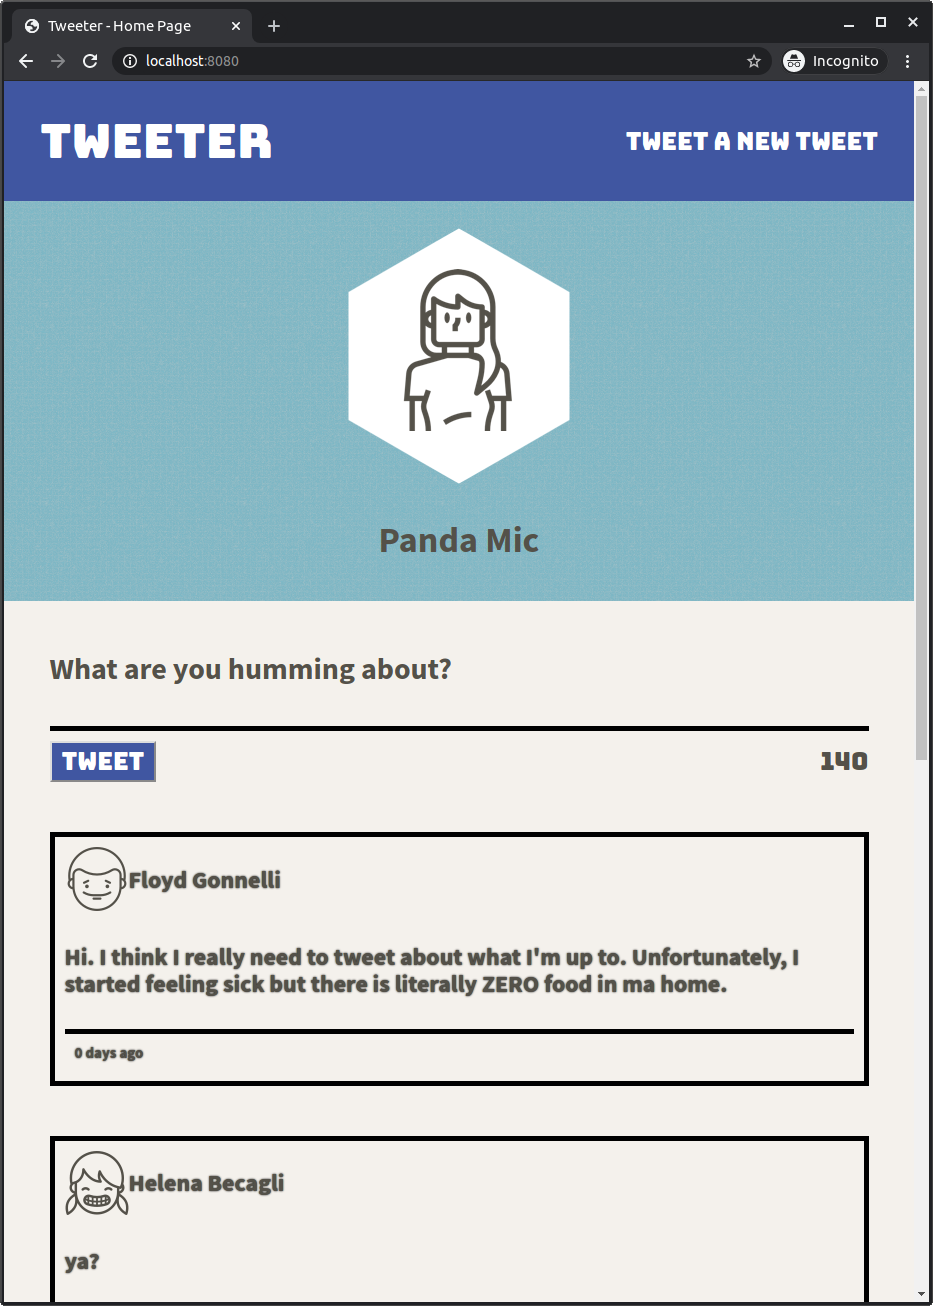 Tweeter - Home Page
localhost:8080
Incognito
TWEETER
TWEET A NEW TWEET
Panda Mic
What are you humming about?
TWEET
140
Floyd Gonnelli
Hi. I think I really need to tweet about what I'm up to. Unfortunately, I
started feeling sick but there is literally ZERO food in ma home.
0 days ago
Helena Becagli
ya?